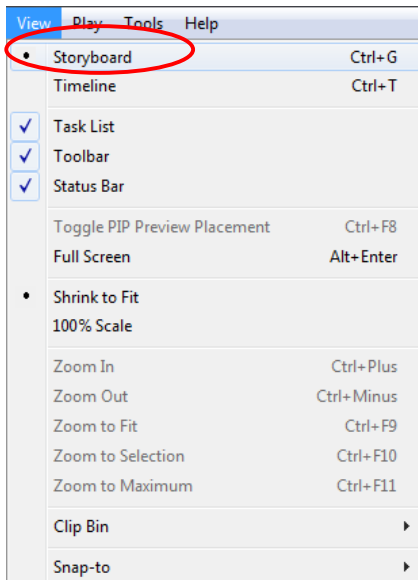 View Play Tools Help
Storyboard Ctrl+G
Timeline Ctrl+T
Task List
Toolbar
Status Bar
Toggle PIP Preview Placement Ctrl+F8
Full Screen Alt+Enter
Shrink to Fit
100% Scale
Zoom In Ctrl+Plus
Zoom Out Ctrl+Minus
Zoom to Fit Ctrl+F9
Zoom to Selection Ctrl+F10
Zoom to Maximum Ctrl+F11
Clip Bin
Snap-to